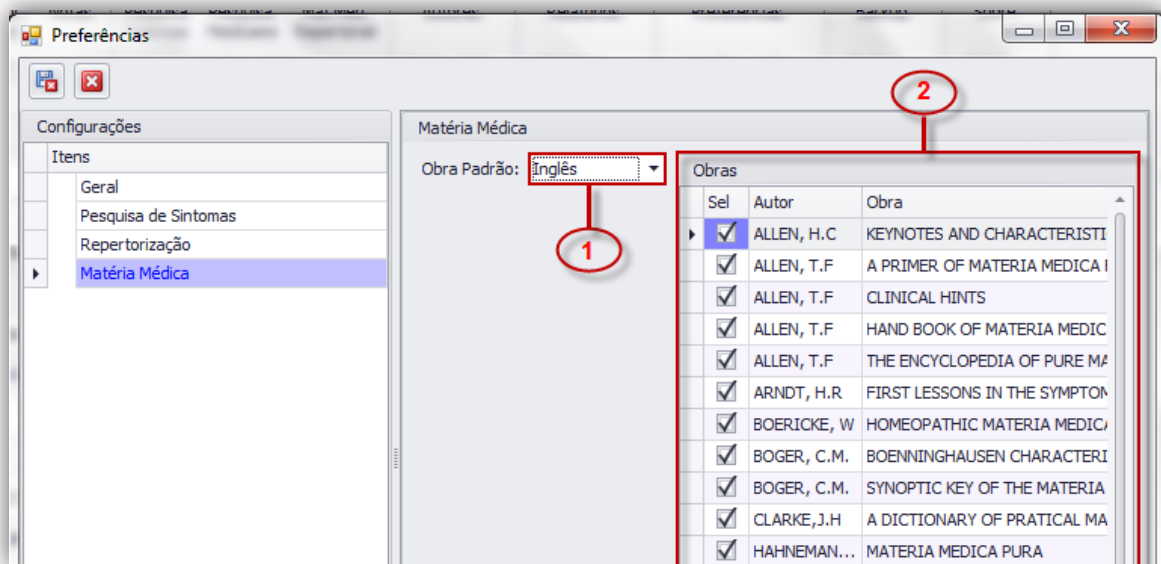 Preferências
2
Configurações
Matéria Médica
Itens
Obra Padrão: Inglês
Obras
Geral
Sel Autor Obra
Pesquisa de Sintomas
ALLEN, H.C KEYNOTES AND CHARACTERISTI
Repertorização
1
Matéria Médica
ALLEN, T.F A PRIMER OF MATERIA MEDICA
ALLEN, T.F CLINICAL HINTS
ALLEN, T.F HAND BOOK OF MATERIA MEDIC
ALLEN, T.F THE ENCYCLOPEDIA OF PURE MA
ARNDT, H.R FIRST LESSONS IN THE SYMPTOM
BOERICKE, W HOMEOPATHIC MATERIA MEDICA
BOGER, C.M. BOENNINGHAUSEN CHARACTERI
BOGER, C.M. SYNOPTIC KEY OF THE MATERIA
CLARKE,J.H A DICTIONARY OF PRATICAL MA
HAHNEMAN... MATERIA MEDICA PURA